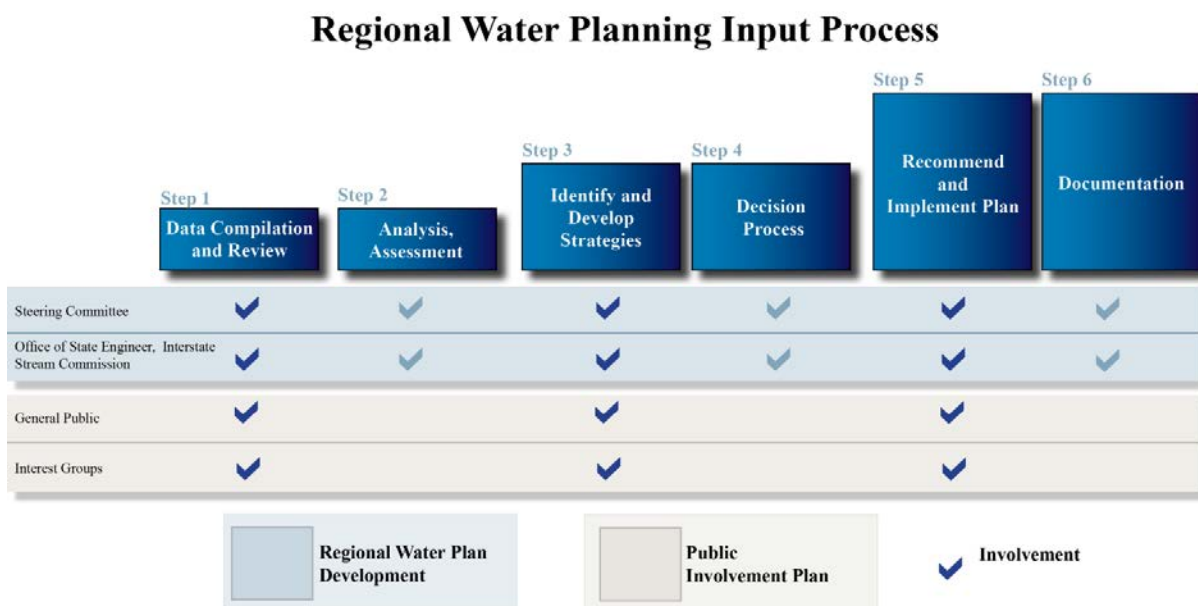 Regional Water Planning Input Process
Step 1
Step 2
Step 3
Step 4
Step 5
Step 6
Data Compilation
and Review
Analysis,
Assessment
Identify and
Develop
Strategies
Decision
Process
Recommend
and
Implement Plan
Documentation
Steering Committee
Office of State Engineer, Interstate
Stream Commission
General Public
Interest Groups
Regional Water Plan
Development
Public
Involvement Plan
Involvement